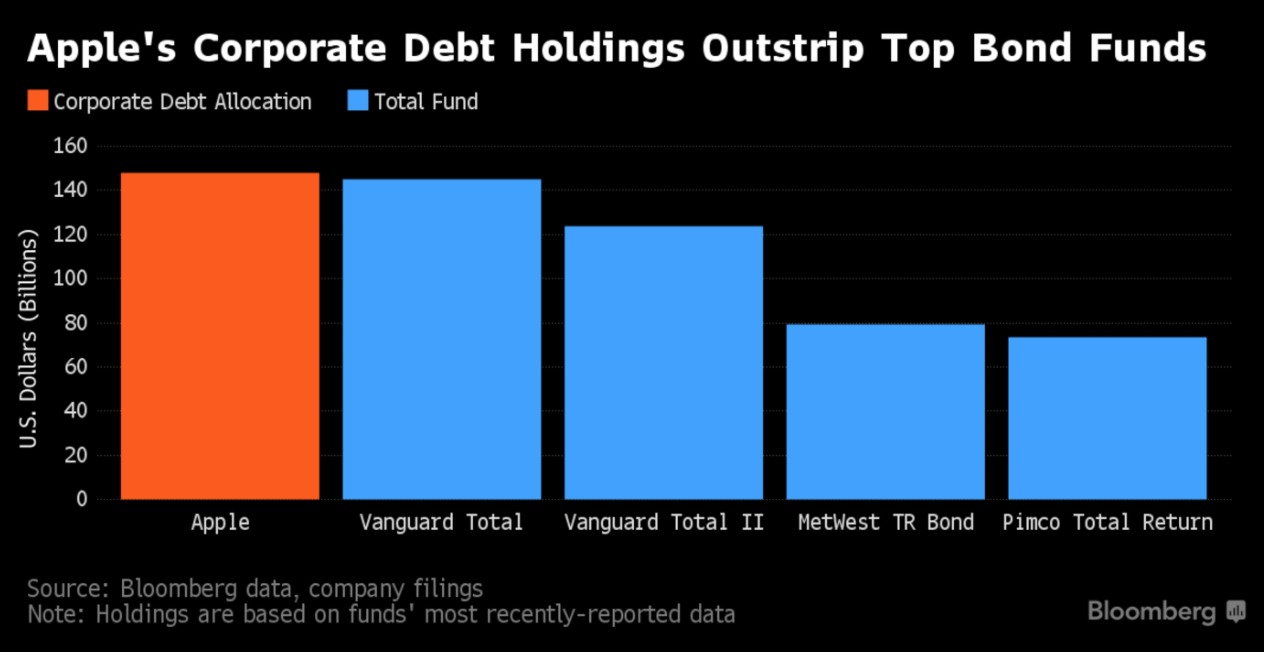 Apple's Corporate Debt Holdings Outstrip Top Bond Funds
Corporate Debt Allocation Total Fund
160
140
120
100
80
60
40
20
0
U.S. Dollars (Billions)
Apple Vanguard Total Vanguard Total II MetWest TR Bond Pimco Total Return
Source: Bloomberg data, company filings
Note: Holdings are based on funds' most recently-reported data
Bloomberg